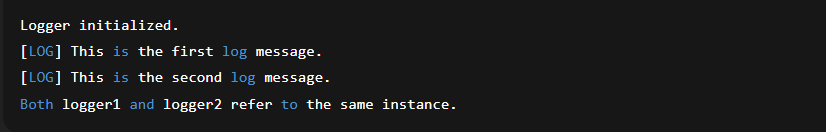 Logger initialized.
[LOG] This is the first log message.
[LOG] This is the second log message.
Both logger1 and logger2 refer to the same instance.